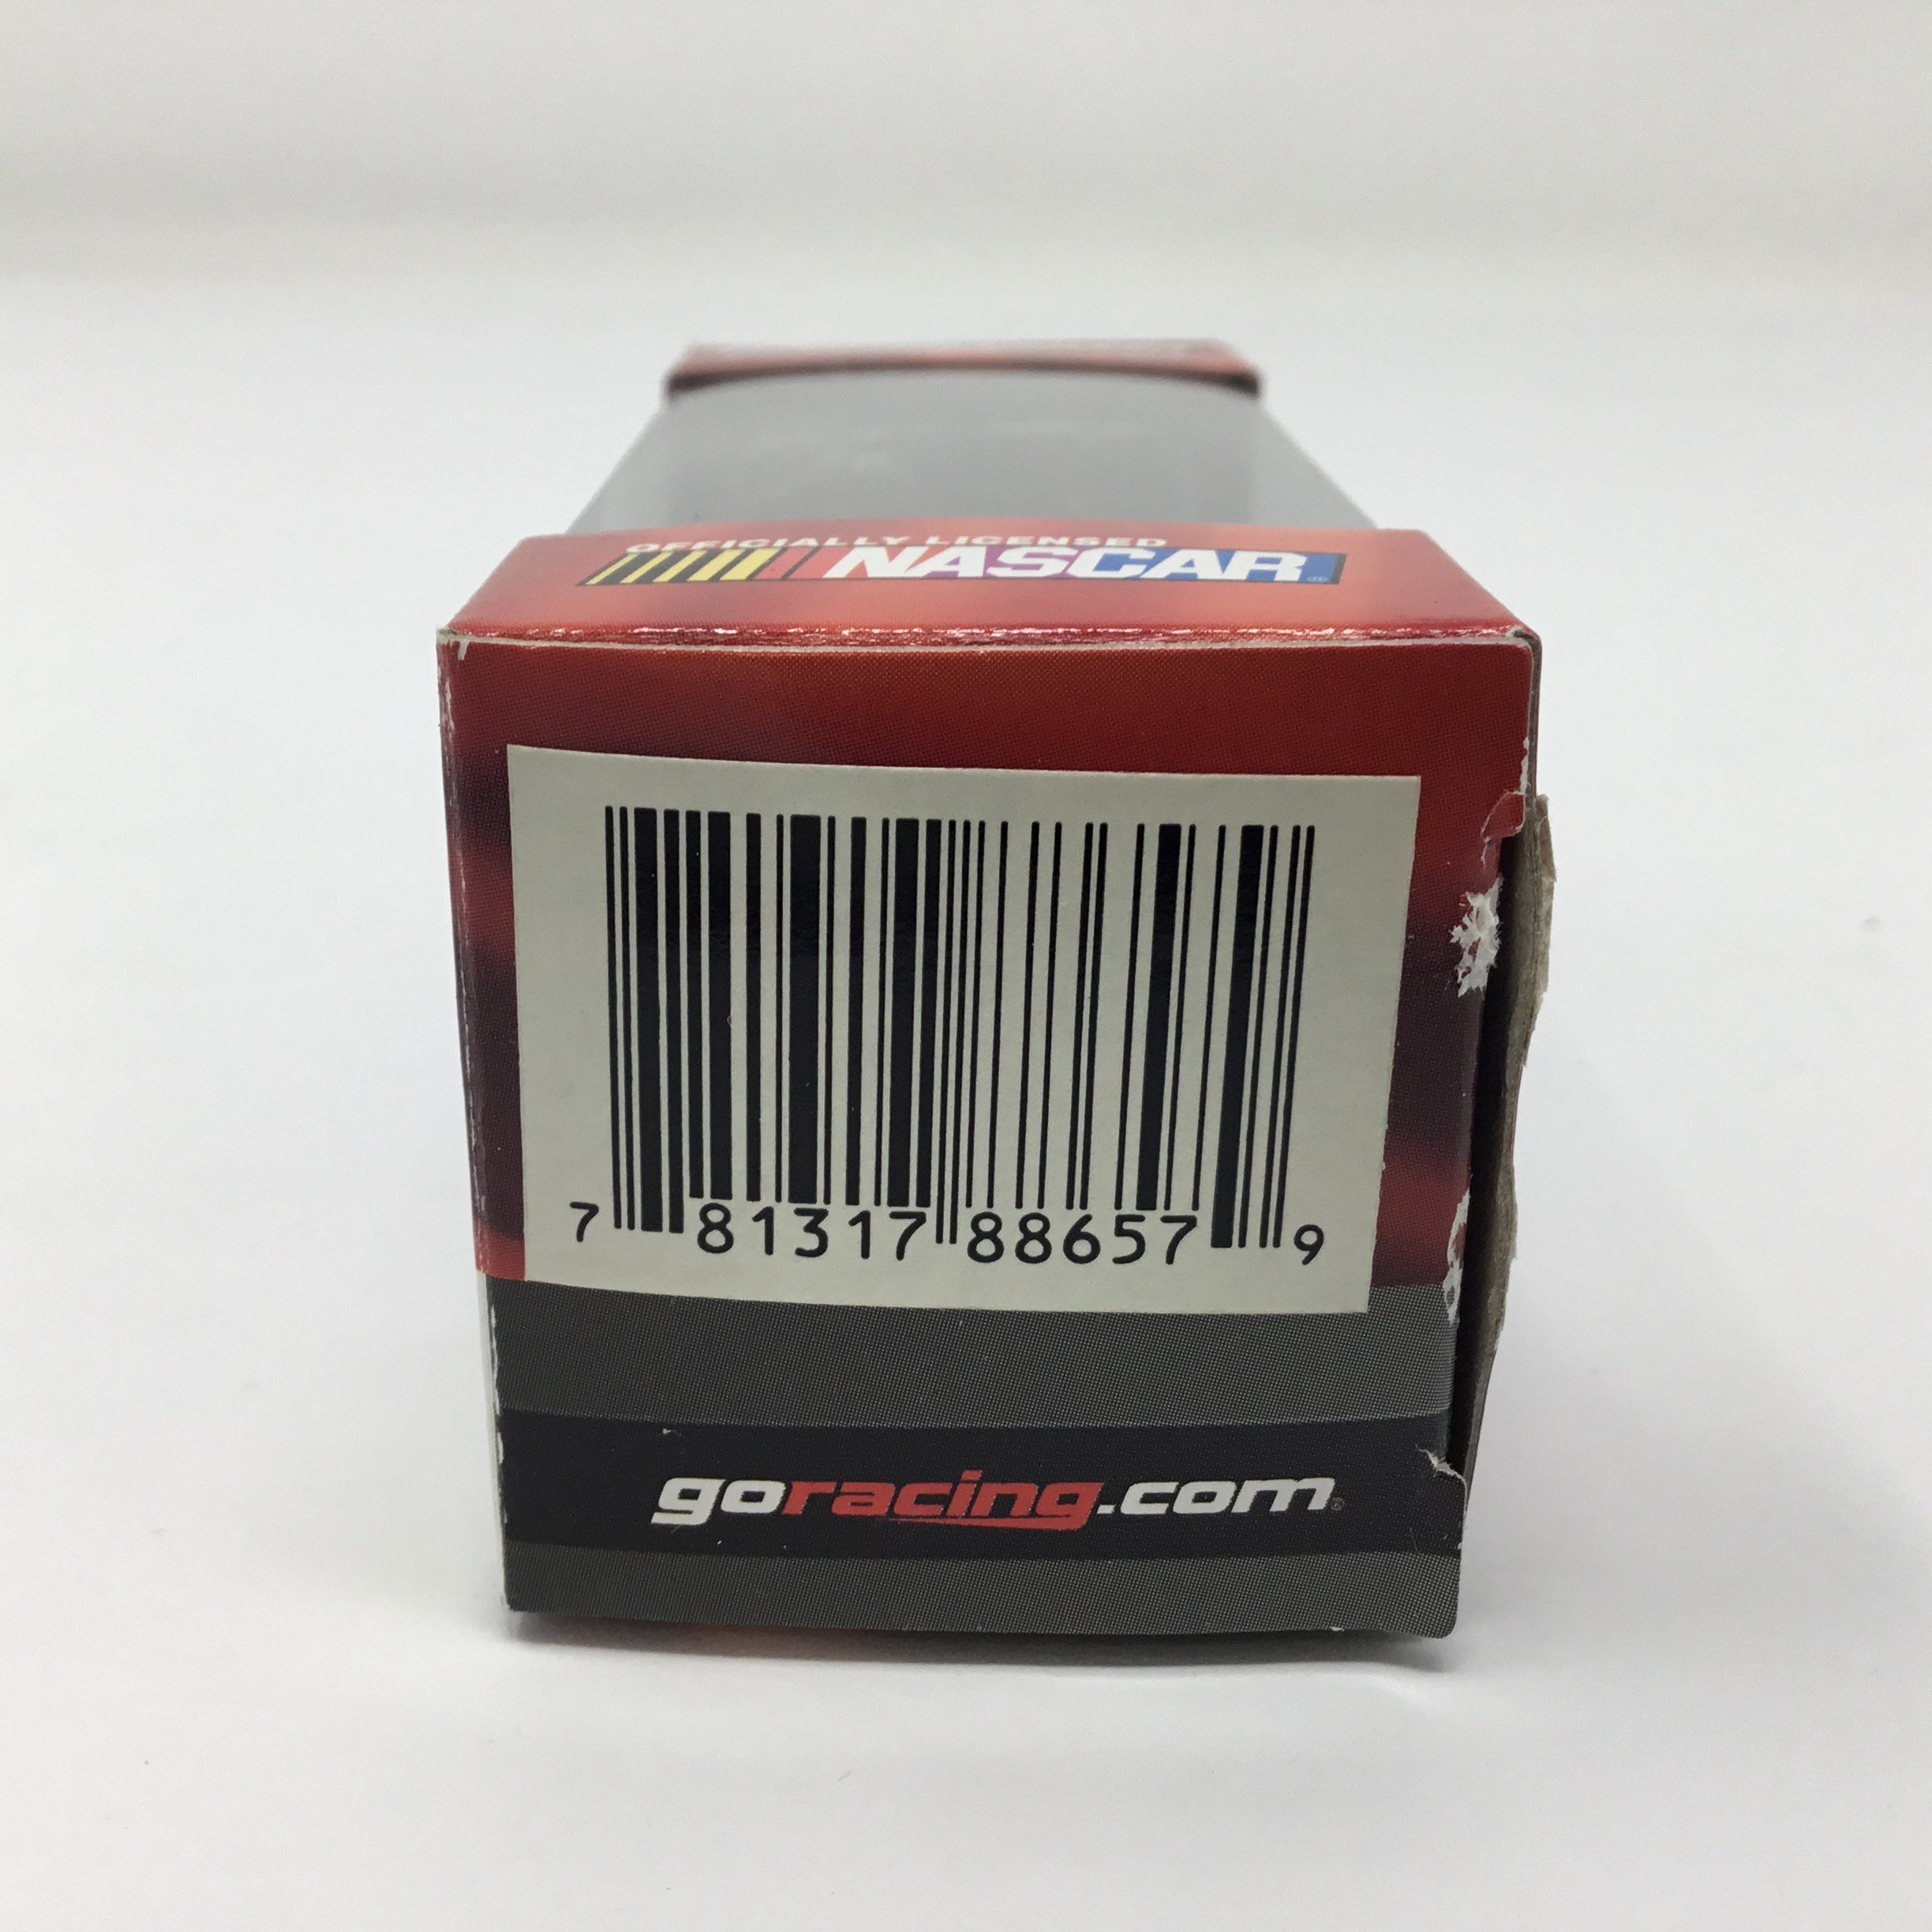 OFFICIALLY LICENSED
NASCAR®
7 81317 88657 9
goracing.com®